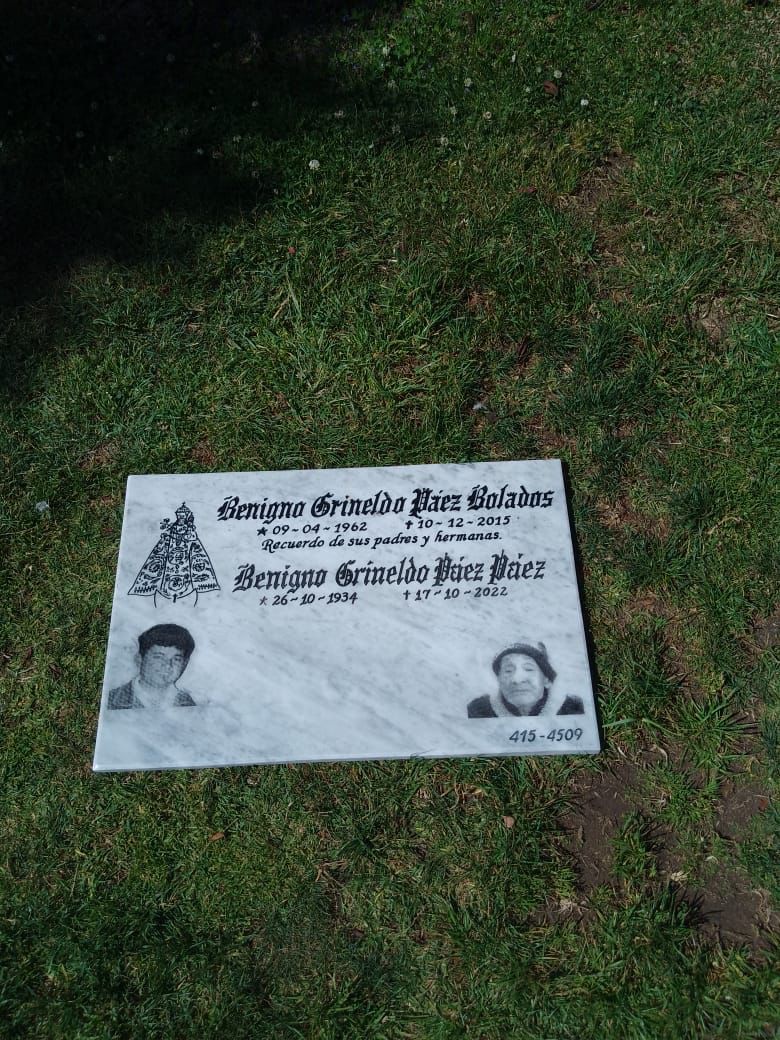 Benigno Grineldo Páez Bolados
★ 09-04-1962 ✝ 10-12-2015
Recuerdo de sus padres y hermanas.
Benigno Grineldo Páez Páez
★ 26-10-1934 ✝ 17-10-2022
415-4509